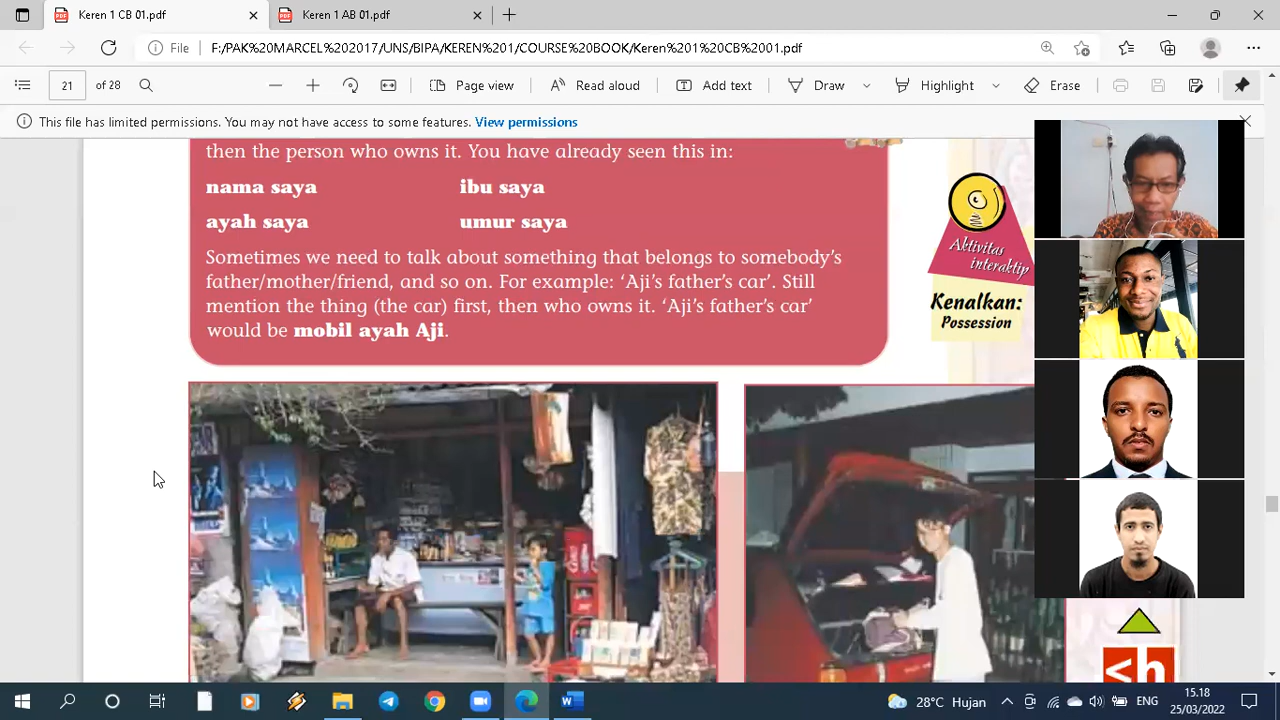 Keren 1 CB 01.pdf
Keren 1 AB 01.pdf
File
F:/PAK%20MARCEL%202017/UNS/BIPA/KEREN%201/COURSE%20BOOK/Keren%201%20CB%2001.pdf
21 of 28
Page view
Read aloud
Add text
Draw
Highlight
Erase
This file has limited permissions. You may not have access to some features. View permissions
then the person who owns it. You have already seen this in:
nama saya ibu saya
ayah saya umur saya
Sometimes we need to talk about something that belongs to somebody's
father/mother/friend, and so on. For example: 'Aji's father's car'. Still
mention the thing (the car) first, then who owns it. 'Aji's father's car'
would be mobil ayah Aji.
Aktivitas
interaktip
Kenalkan:
Possession
<h
28°C Hujan
ENG
15.18
25/03/2022